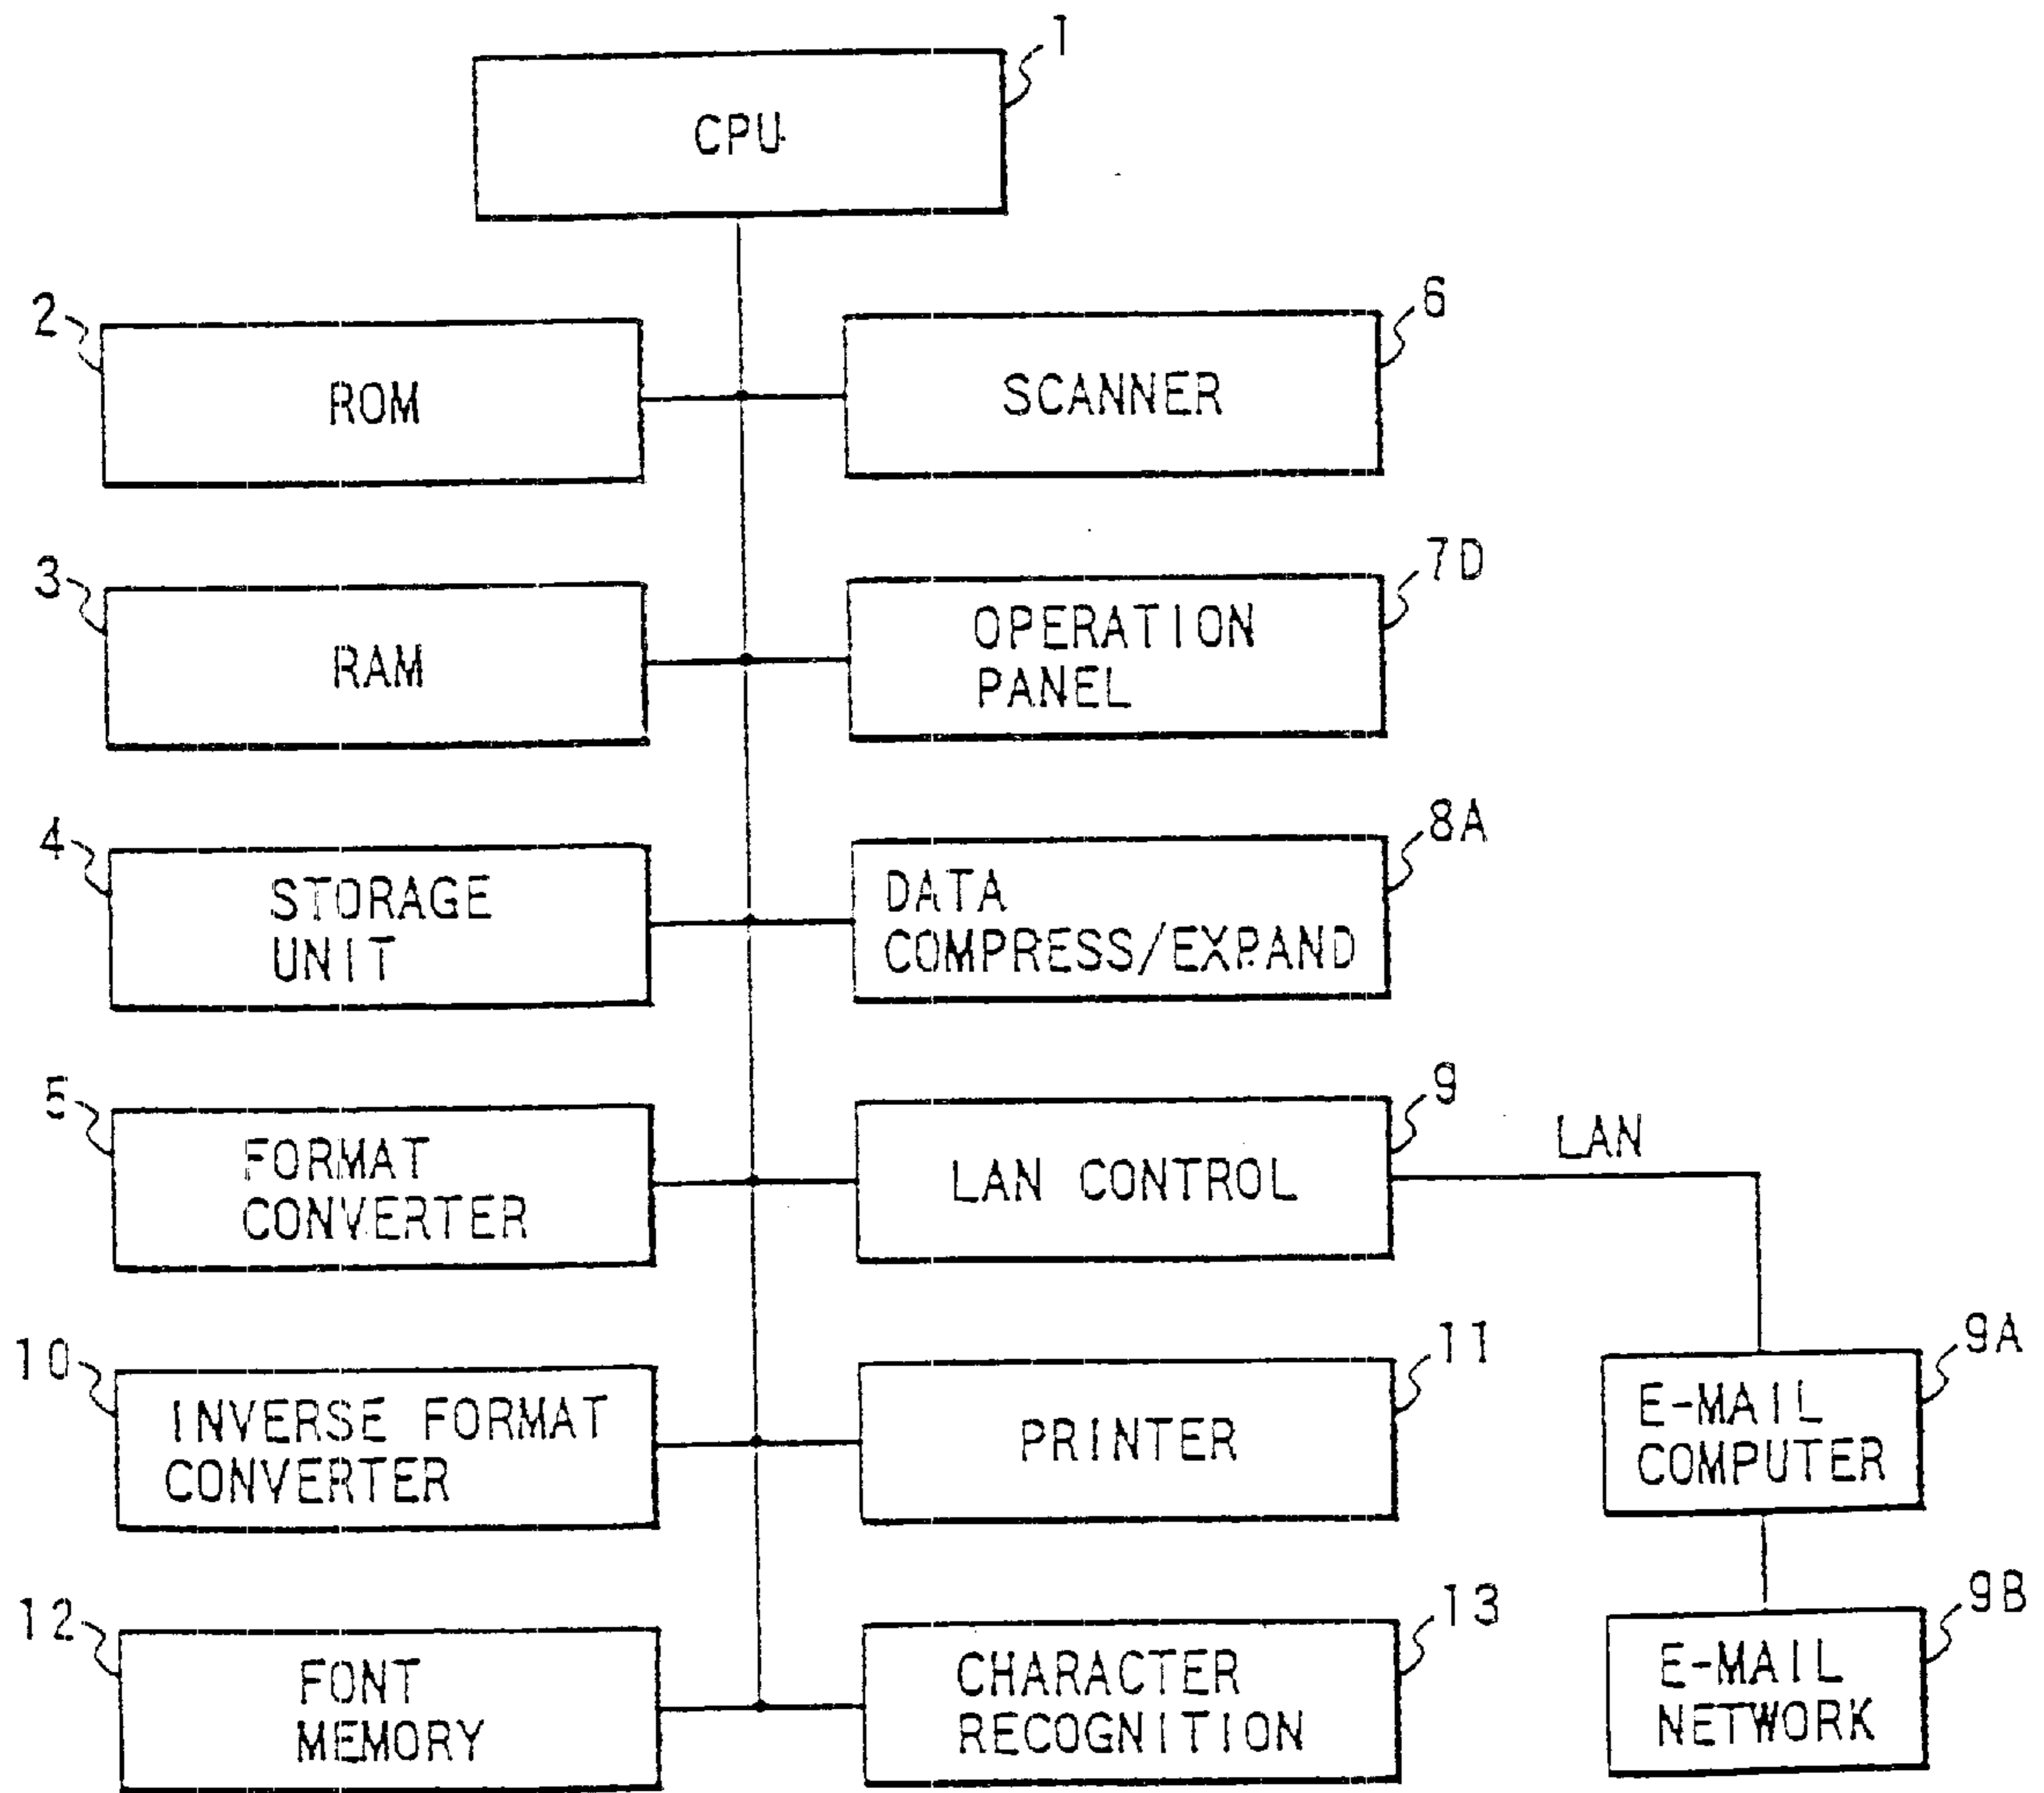 1
CPU
2
ROM
6
SCANNER
3
RAM
7D
OPERATION
PANEL
4
STORAGE
UNIT
8A
DATA
COMPRESS/EXPAND
5
FORMAT
CONVERTER
9
LAN CONTROL
LAN
10
INVERSE FORMAT
CONVERTER
11
PRINTER
9A
E-MAIL
COMPUTER
12
FONT
MEMORY
13
CHARACTER
RECOGNITION
9B
E-MAIL
NETWORK